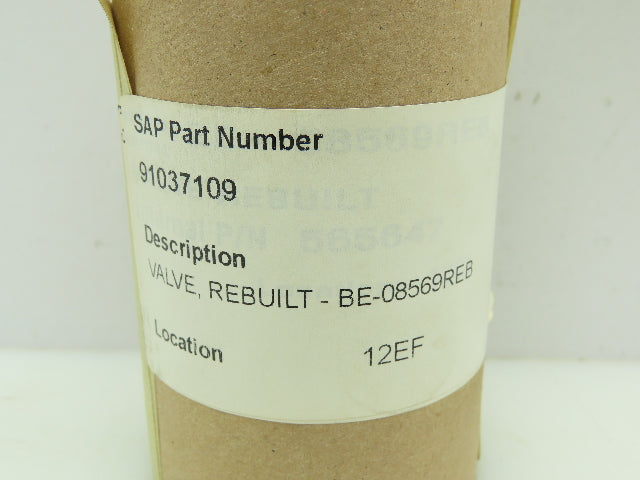 SAP Part Number
91037109
Description
VALVE, REBUILT - BE-08569REB
Location
12EF